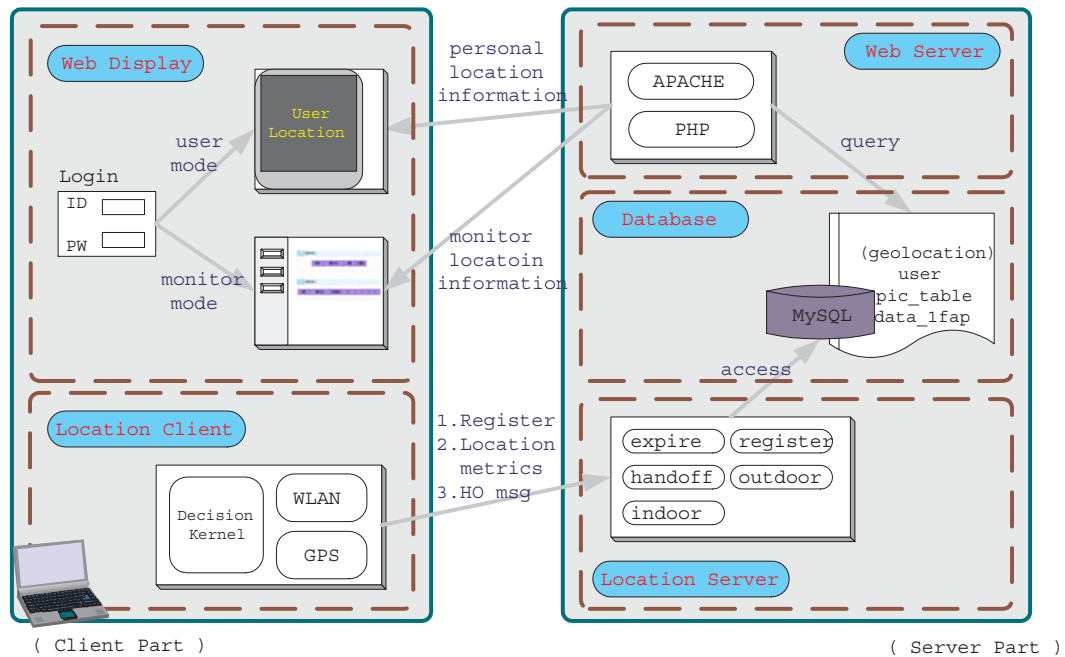 Web Display
User
Location
user
mode
Login
ID
PW
monitor
mode
personal
location
information
monitor
locatoin
information
Web Server
APACHE
PHP
query
Database
(geolocation)
user
pic_table
data_1fap
MySQL
access
Location Client
Decision
Kernel
WLAN
GPS
1.Register
2.Location
metrics
3.HO msg
expire
register
handoff
outdoor
indoor
Location Server
( Client Part )
( Server Part )